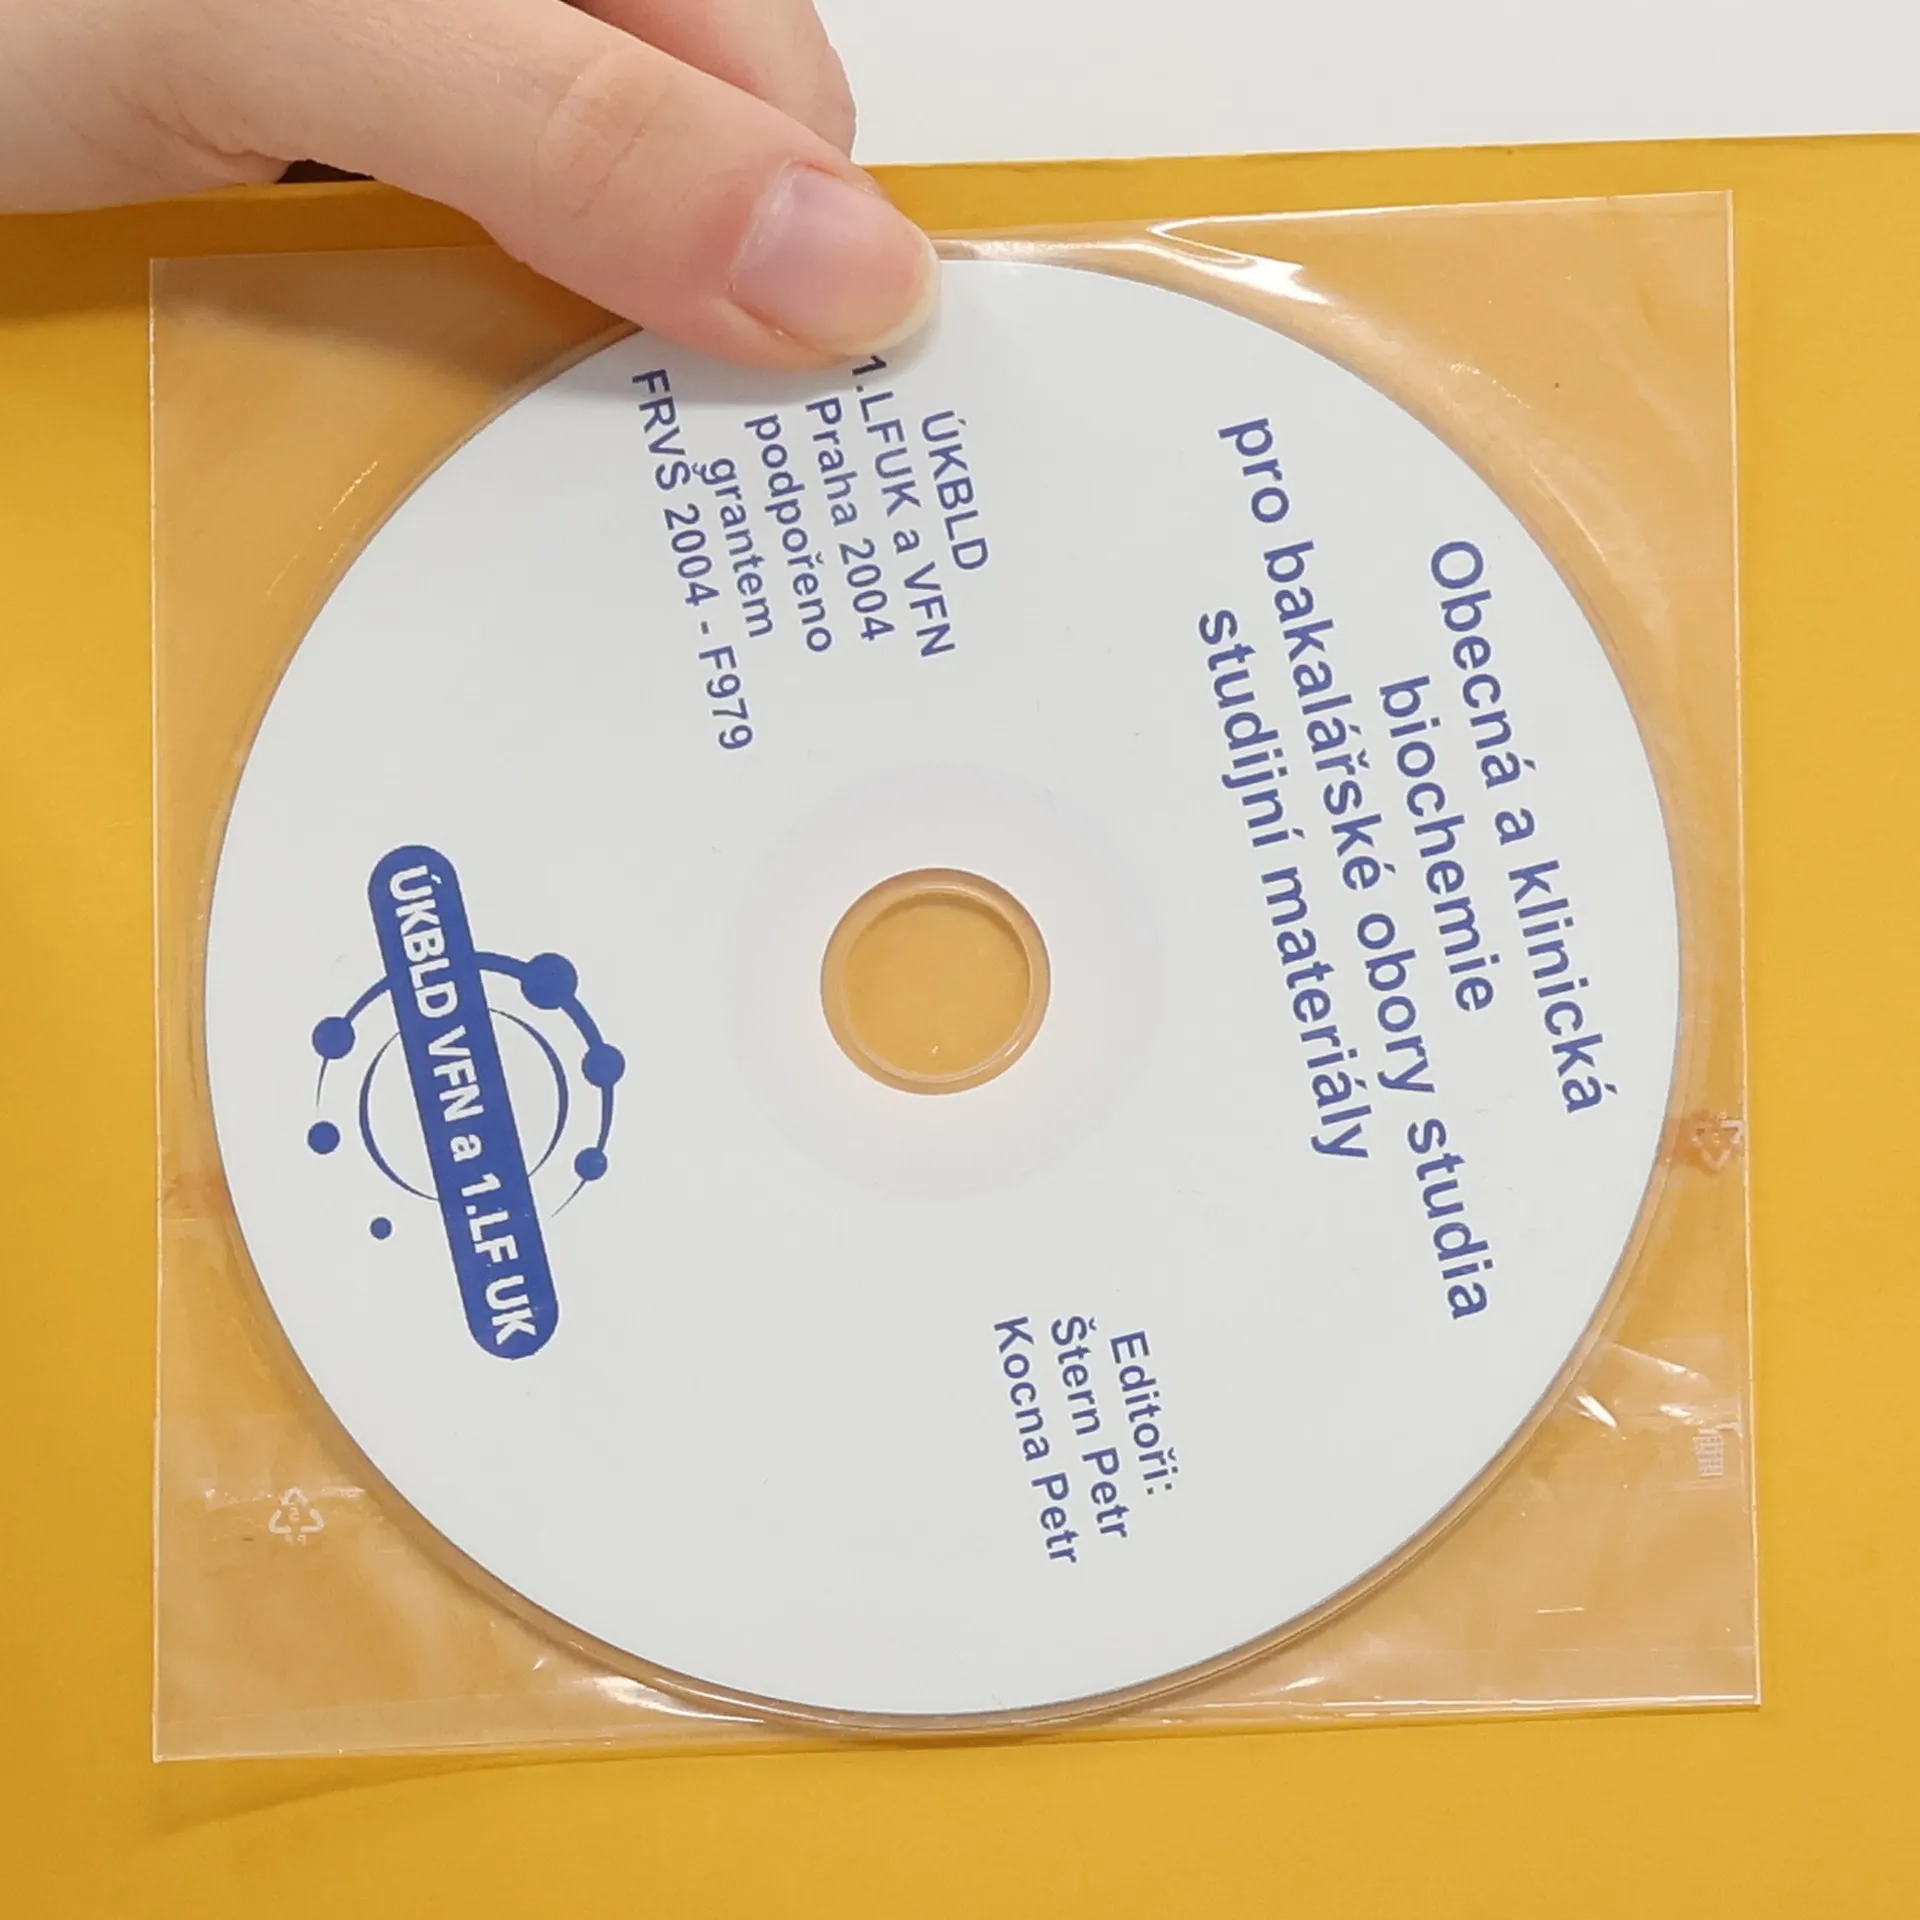 Obecná a klinická
biochemie
pro bakalářské obory studia
studijní materiály
ÚKBLD
1.LFUK a VFN
Praha 2004
podpořeno
grantem
FRVŠ 2004 - F979
Editoři:
Štern Petr
Kocna Petr
ÚKBLD VFN a 1.LF UK